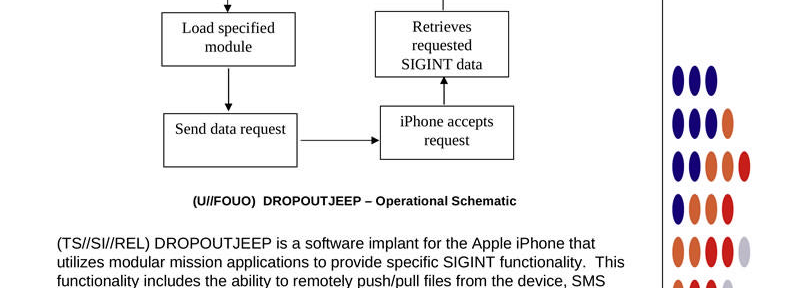 Load specified
module
Retrieves
requested
SIGINT data
Send data request
iPhone accepts
request
(U//FOUO) DROPOUTJEEP – Operational Schematic
(TS//SI//REL) DROPOUTJEEP is a software implant for the Apple iPhone that
utilizes modular mission applications to provide specific SIGINT functionality. This
functionality includes the ability to remotely push/pull files from the device, SMS